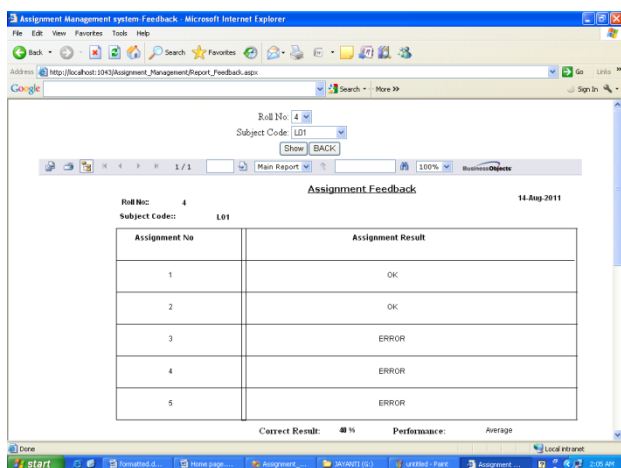 Assignment Management system-Feedback - Microsoft Internet Explorer
File Edit View Favorites Tools Help
Back Search Favorites
Address http://localhost:1043/Assignment_Management/Report_Feedback.aspx Go Links »
Google Search More » Sign In
Roll No: 4
Subject Code: L01
Show BACK
1/1 Main Report 100% BusinessObjects
Assignment Feedback
14-Aug-2011
Roll No:: 4
Subject Code:: L01
Assignment No Assignment Result
1 OK
2 OK
3 ERROR
4 ERROR
5 ERROR
Correct Result: 40 % Performance: Average
Done Local intranet
start formatted.d... Home page.... Assignment_... JAYANTI (G:) untitled - Paint Assignment ... 2:05 AM